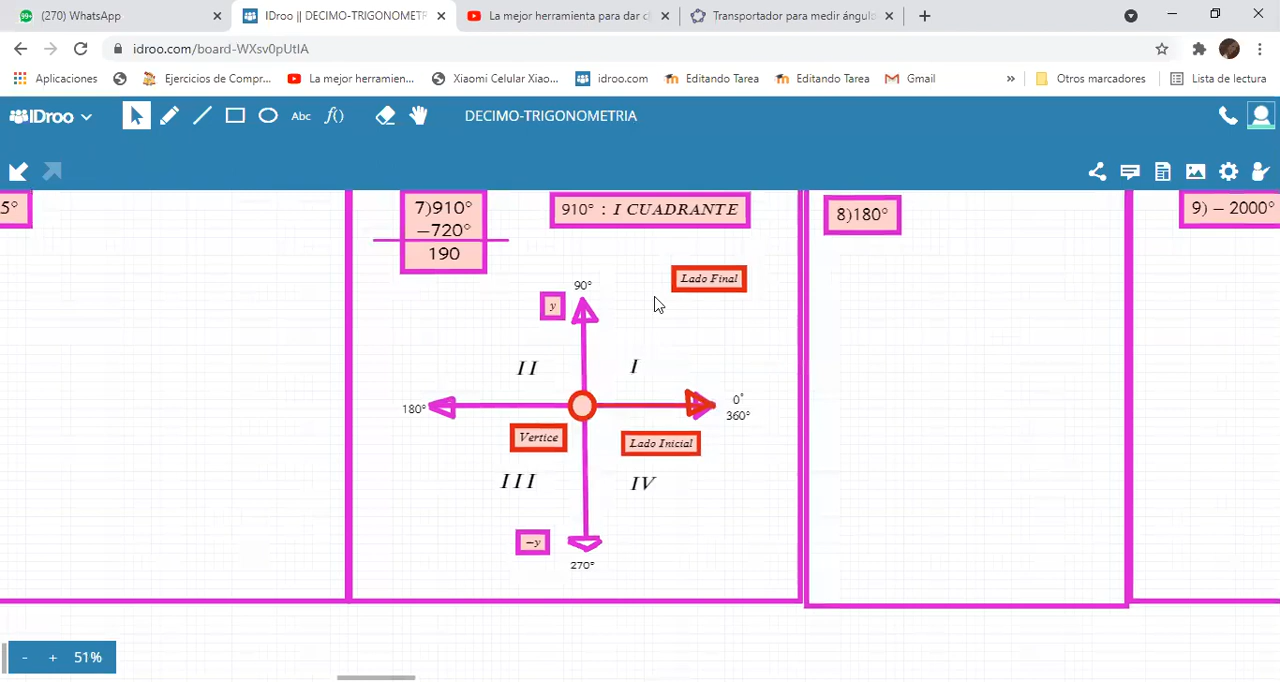 (270) WhatsApp
IDroo || DECIMO-TRIGONOMETR
La mejor herramienta para dar cl
Transportador para medir ángul
idroo.com/board-WXsv0pUtIA
Aplicaciones
Ejercicios de Compr...
La mejor herramien...
Xiaomi Celular Xiao...
idroo.com
Editando Tarea
Editando Tarea
Gmail
»
Otros marcadores
Lista de lectura
IDroo
Abc
f()
DECIMO-TRIGONOMETRIA
5°
7)910°
−720°
190
910° : I CUADRANTE
8)180°
9) − 2000°
Lado Final
90°
y
II
I
180°
0°
360°
Vertice
Lado Inicial
III
IV
−y
270°
- + 51%